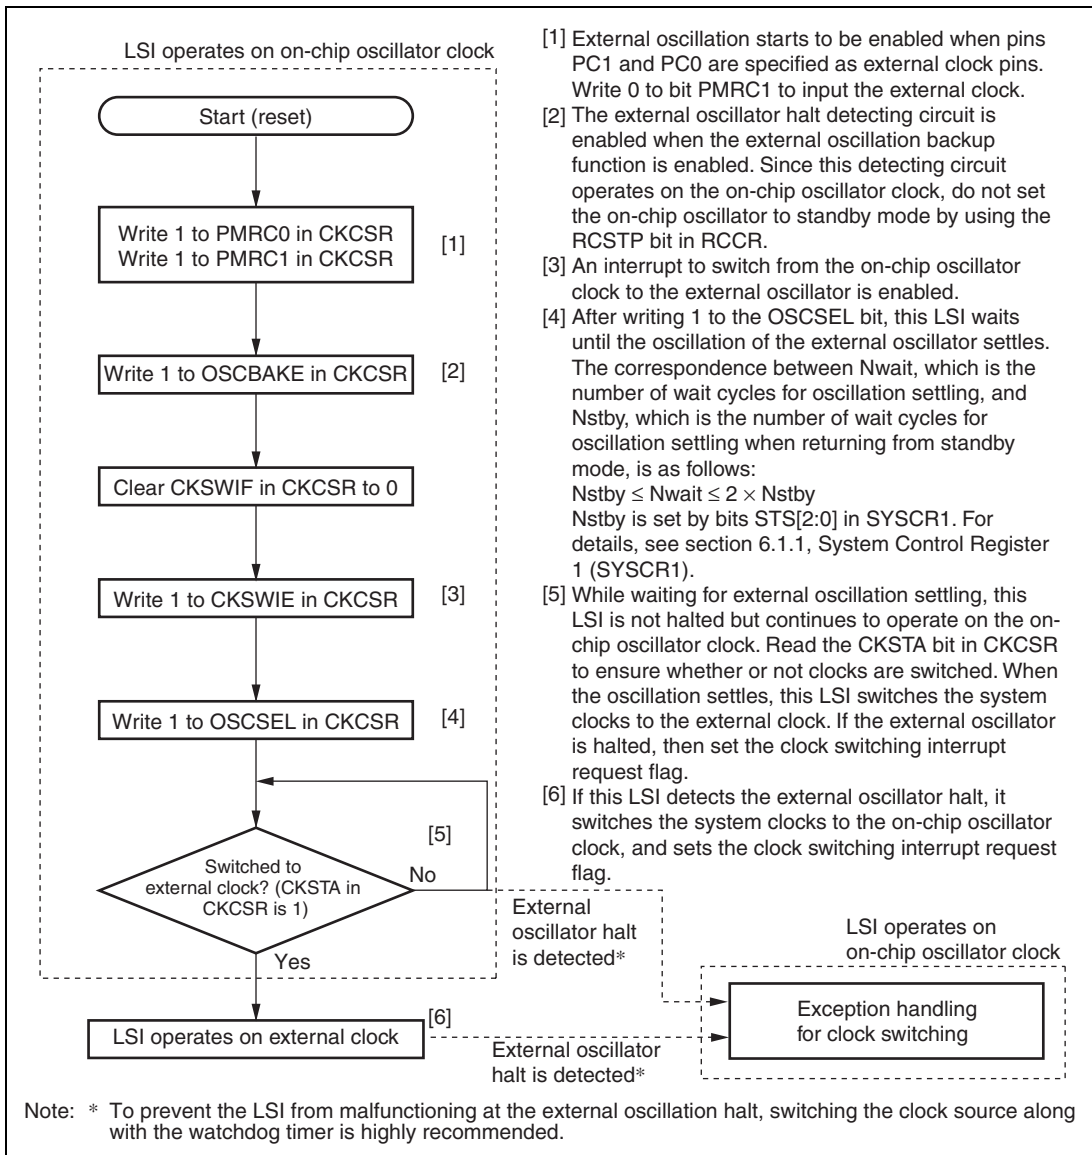 LSI operates on on-chip oscillator clock
Start (reset)
Write 1 to PMRC0 in CKCSR
Write 1 to PMRC1 in CKCSR
[1]
Write 1 to OSCBAKE in CKCSR
[2]
Clear CKSWIF in CKCSR to 0
Write 1 to CKSWIE in CKCSR
[3]
Write 1 to OSCSEL in CKCSR
[4]
[5]
Switched to
external clock? (CKSTA in
CKCSR is 1)
No
Yes
LSI operates on external clock
[6]
External
oscillator halt
is detected*
External oscillator
halt is detected*
LSI operates on
on-chip oscillator clock
Exception handling
for clock switching
[1] External oscillation starts to be enabled when pins
PC1 and PC0 are specified as external clock pins.
Write 0 to bit PMRC1 to input the external clock.
[2] The external oscillator halt detecting circuit is
enabled when the external oscillation backup
function is enabled. Since this detecting circuit
operates on the on-chip oscillator clock, do not set
the on-chip oscillator to standby mode by using the
RCSTP bit in RCCR.
[3] An interrupt to switch from the on-chip oscillator
clock to the external oscillator is enabled.
[4] After writing 1 to the OSCSEL bit, this LSI waits
until the oscillation of the external oscillator settles.
The correspondence between Nwait, which is the
number of wait cycles for oscillation settling, and
Nstby, which is the number of wait cycles for
oscillation settling when returning from standby
mode, is as follows:
Nstby ≤ Nwait ≤ 2 × Nstby
Nstby is set by bits STS[2:0] in SYSCR1. For
details, see section 6.1.1, System Control Register
1 (SYSCR1).
[5] While waiting for external oscillation settling, this
LSI is not halted but continues to operate on the on-
chip oscillator clock. Read the CKSTA bit in CKCSR
to ensure whether or not clocks are switched. When
the oscillation settles, this LSI switches the system
clocks to the external clock. If the external oscillator
is halted, then set the clock switching interrupt
request flag.
[6] If this LSI detects the external oscillator halt, it
switches the system clocks to the on-chip oscillator
clock, and sets the clock switching interrupt request
flag.
Note: * To prevent the LSI from malfunctioning at the external oscillation halt, switching the clock source along
with the watchdog timer is highly recommended.